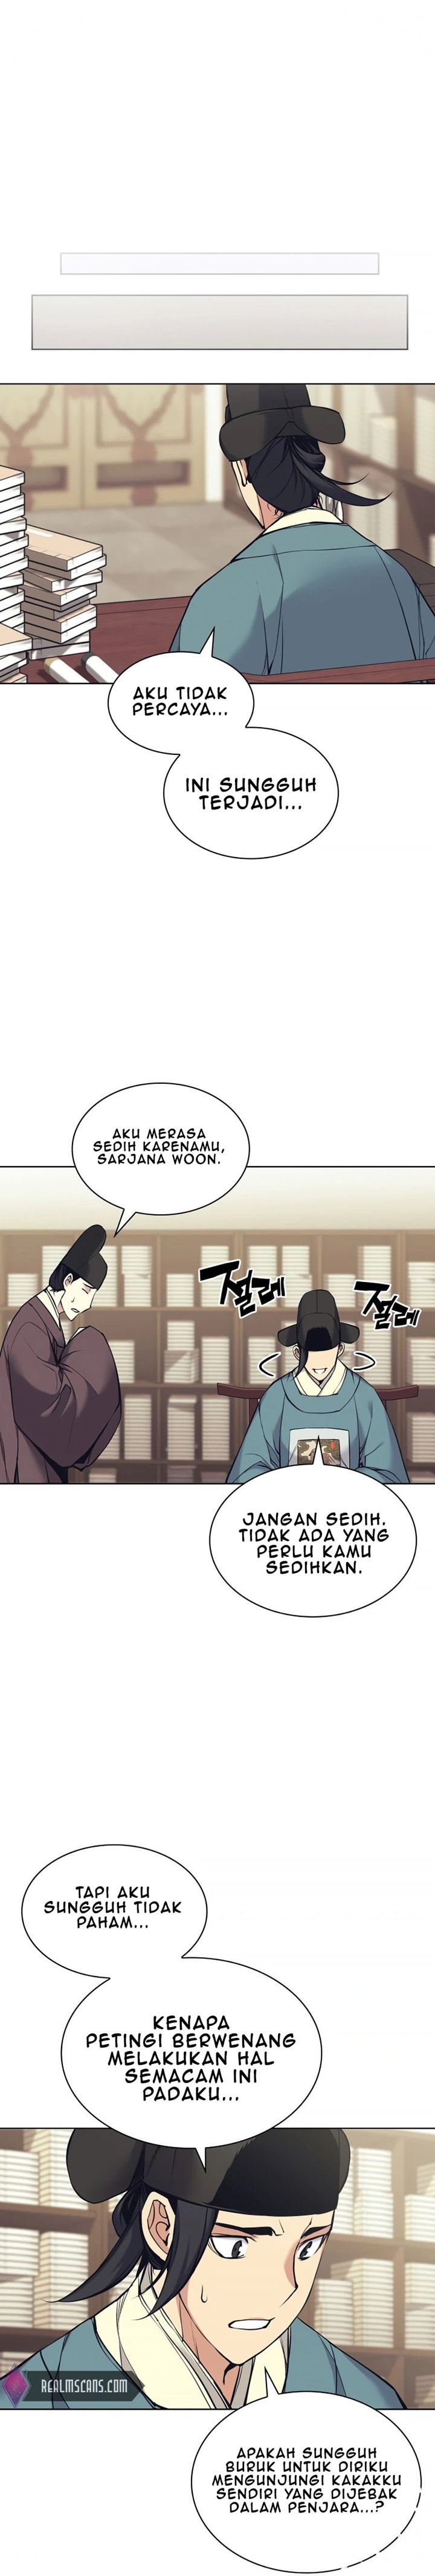 AKU TIDAK
PERCAYA...
INI SUNGGUH
TERJADI...
AKU MERASA
SEDIH KARENAMU,
SARJANA WOON.
절레
절레
JANGAN SEDIH.
TIDAK ADA YANG
PERLU KAMU
SEDIHKAN.
TAPI AKU
SUNGGUH TIDAK
PAHAM...
KENAPA
PETINGI BERWENANG
MELAKUKAN HAL
SEMACAM INI
PADAKU...
REALMSCANS.COM
APAKAH SUNGGUH
BURUK UNTUK DIRIKU
MENGUNJUNGI KAKAKKU
SENDIRI YANG DIJEBAK
DALAM PENJARA...?